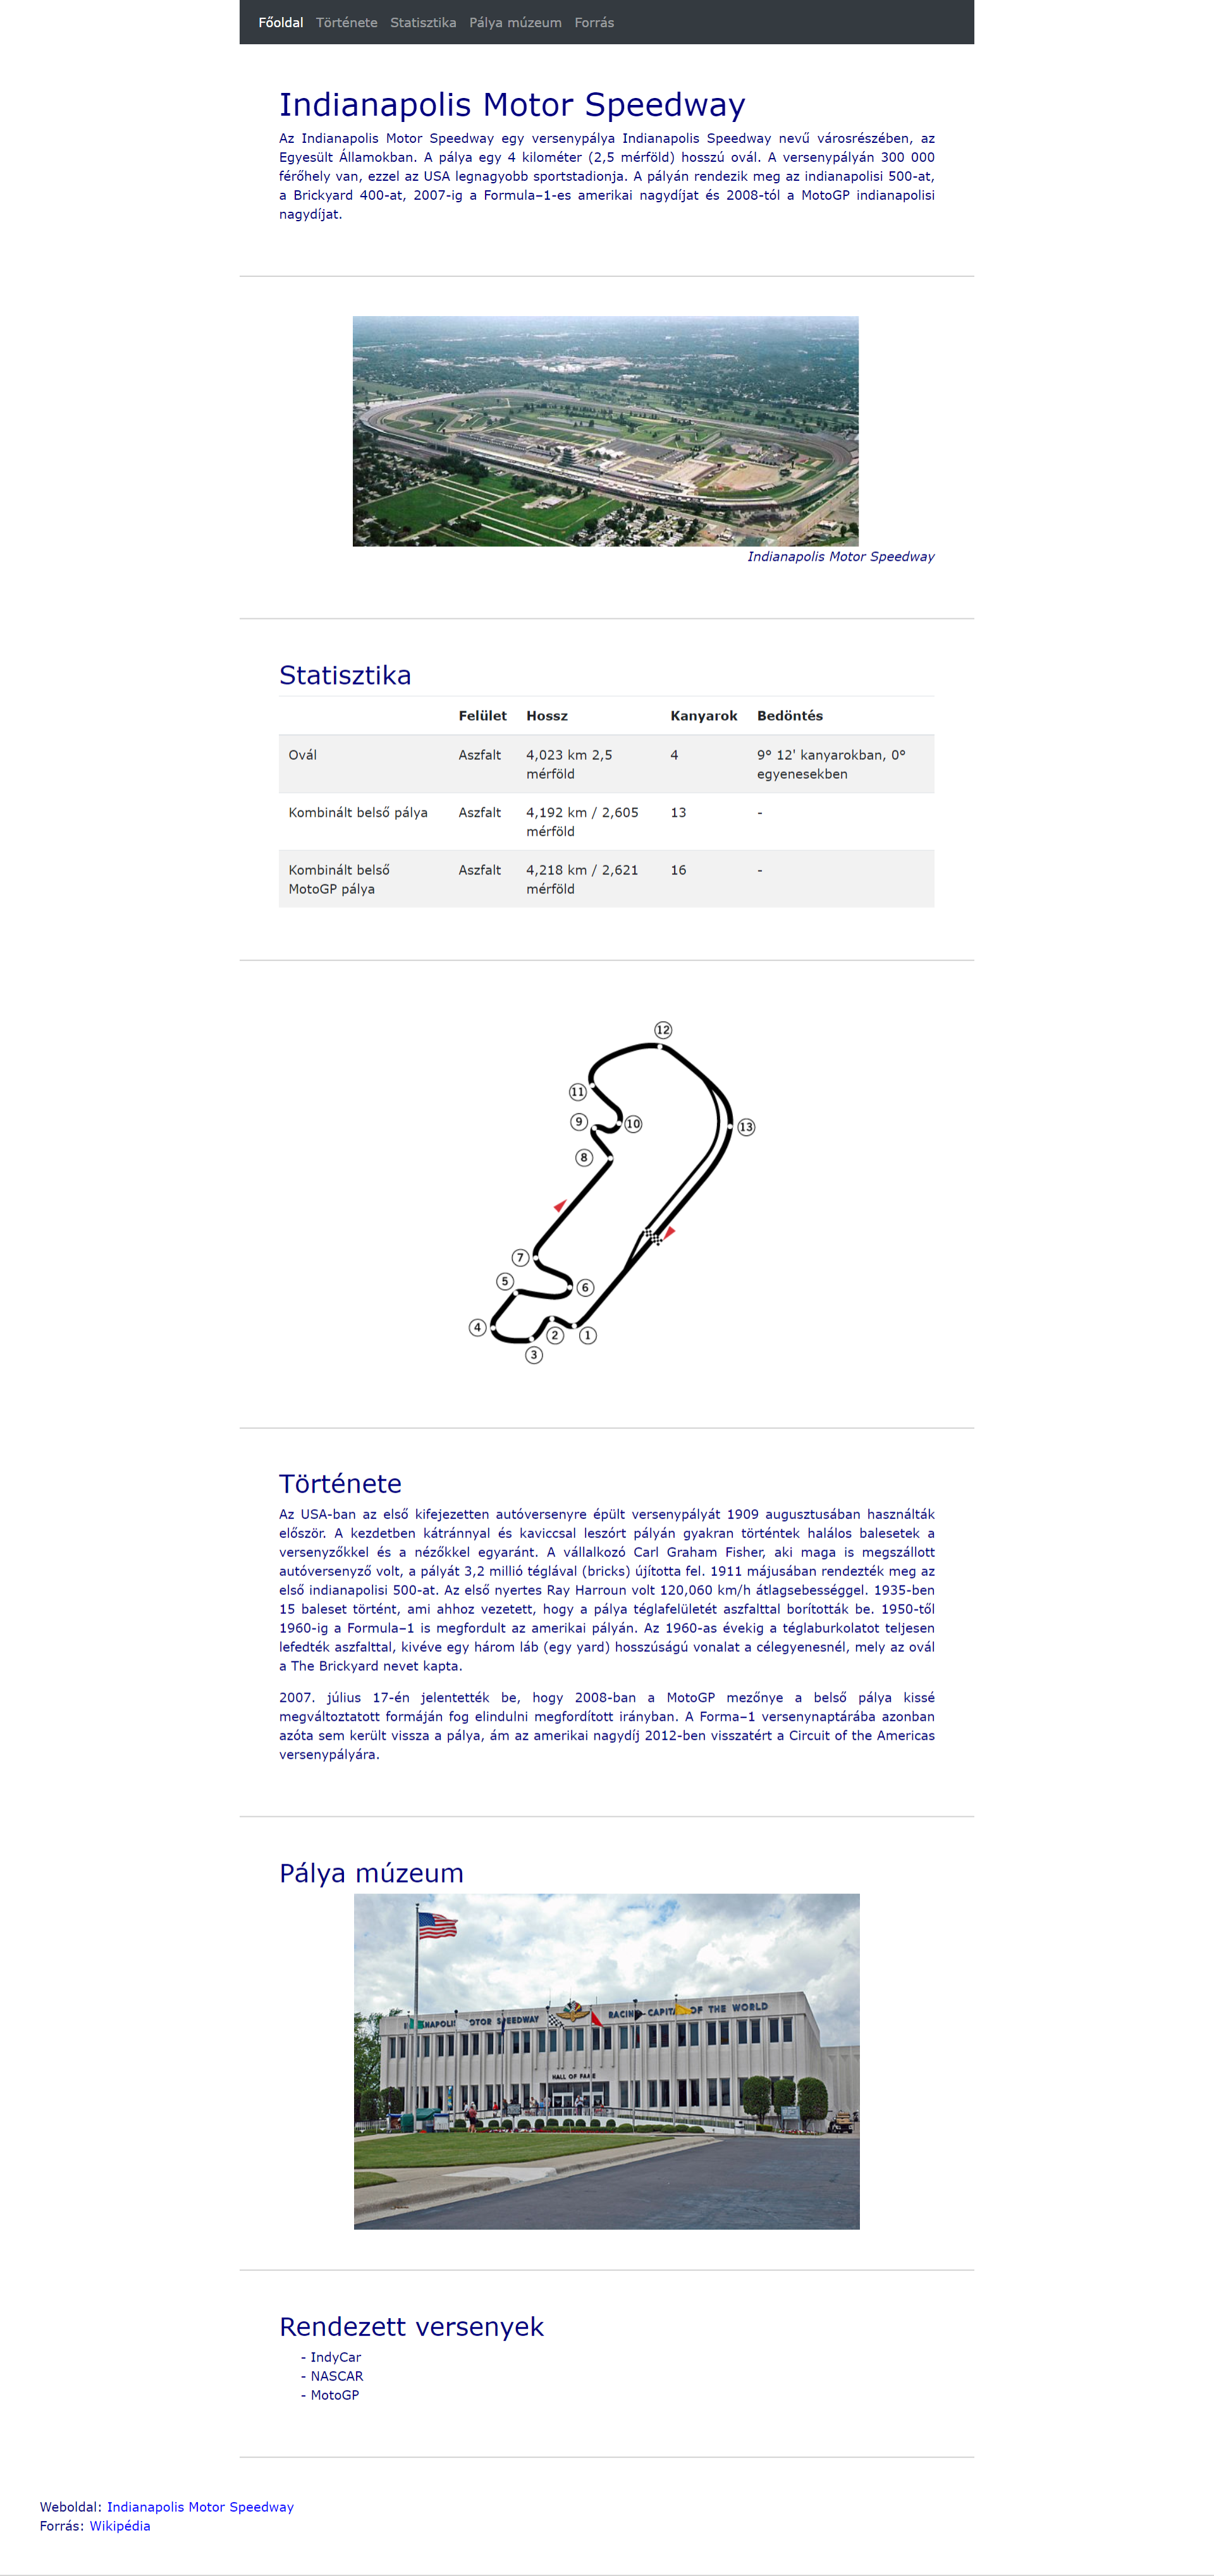 Főoldal Története Statisztika Pálya múzeum Forrás
Indianapolis Motor Speedway
Az Indianapolis Motor Speedway egy versenypálya Indianapolis Speedway nevű városrészében, az
Egyesült Államokban. A pálya egy 4 kilométer (2,5 mérföld) hosszú ovál. A versenypályán 300 000
férőhely van, ezzel az USA legnagyobb sportstadionja. A pályán rendezik meg az indianapolisi 500-at,
a Brickyard 400-at, 2007-ig a Formula–1-es amerikai nagydíjat és 2008-tól a MotoGP indianapolisi
nagydíjat.
Indianapolis Motor Speedway
Statisztika
Felület Hossz Kanyarok Bedöntés
Ovál Aszfalt 4,023 km 2,5 4 9° 12' kanyarokban, 0°
mérföld egyenesekben
Kombinált belső pálya Aszfalt 4,192 km / 2,605 13 -
mérföld
Kombinált belső Aszfalt 4,218 km / 2,621 16 -
MotoGP pálya mérföld
12
11
9 10
13
8
7
5
6
4
2 1
3
Története
Az USA-ban az első kifejezetten autóversenyre épült versenypályát 1909 augusztusában használták
először. A kezdetben kátránnyal és kaviccsal leszórt pályán gyakran történtek halálos balesetek a
versenyzőkkel és a nézőkkel egyaránt. A vállalkozó Carl Graham Fisher, aki maga is megszállott
autóversenyző volt, a pályát 3,2 millió téglával (bricks) újította fel. 1911 májusában rendezték meg az
első indianapolisi 500-at. Az első nyertes Ray Harroun volt 120,060 km/h átlagsebességgel. 1935-ben
15 baleset történt, ami ahhoz vezetett, hogy a pálya téglafelületét aszfalttal borították be. 1950-től
1960-ig a Formula–1 is megfordult az amerikai pályán. Az 1960-as évekig a téglaburkolatot teljesen
lefedték aszfalttal, kivéve egy három láb (egy yard) hosszúságú vonalat a célegyenesnél, mely az ovál
a The Brickyard nevet kapta.
2007. július 17-én jelentették be, hogy 2008-ban a MotoGP mezőnye a belső pálya kissé
megváltoztatott formáján fog elindulni megfordított irányban. A Forma–1 versenynaptárába azonban
azóta sem került vissza a pálya, ám az amerikai nagydíj 2012-ben visszatért a Circuit of the Americas
versenypályára.
Pálya múzeum
MOTOR SPEEDWAY RACING CAPITAL OF THE WORLD
HALL OF FAME
Rendezett versenyek
- IndyCar
- NASCAR
- MotoGP
Weboldal: Indianapolis Motor Speedway
Forrás: Wikipédia